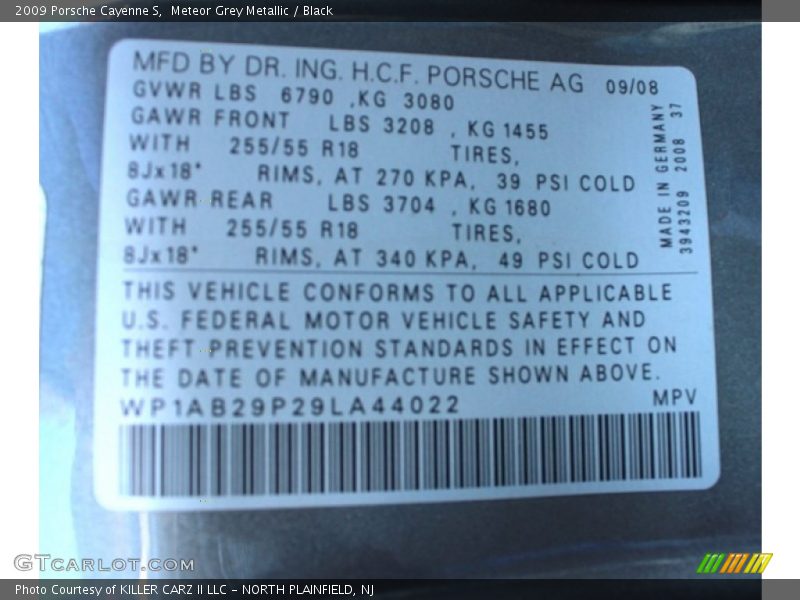 2009 Porsche Cayenne S, Meteor Grey Metallic / Black
MFD BY DR. ING. H.C.F. PORSCHE AG 09/08
GVWR LBS 6790 ,KG 3080
GAWR FRONT LBS 3208 , KG 1455
WITH 255/55 R18 TIRES,
8Jx18" RIMS, AT 270 KPA, 39 PSI COLD
GAWR REAR LBS 3704 , KG 1680
WITH 255/55 R18 TIRES,
8Jx18" RIMS, AT 340 KPA, 49 PSI COLD
MADE IN GERMANY
3943209 2008 37
THIS VEHICLE CONFORMS TO ALL APPLICABLE
U.S. FEDERAL MOTOR VEHICLE SAFETY AND
THEFT PREVENTION STANDARDS IN EFFECT ON
THE DATE OF MANUFACTURE SHOWN ABOVE.
WP1AB29P29LA44022 MPV
GTcarlot.com
Photo Courtesy of KILLER CARZ II LLC - NORTH PLAINFIELD, NJ